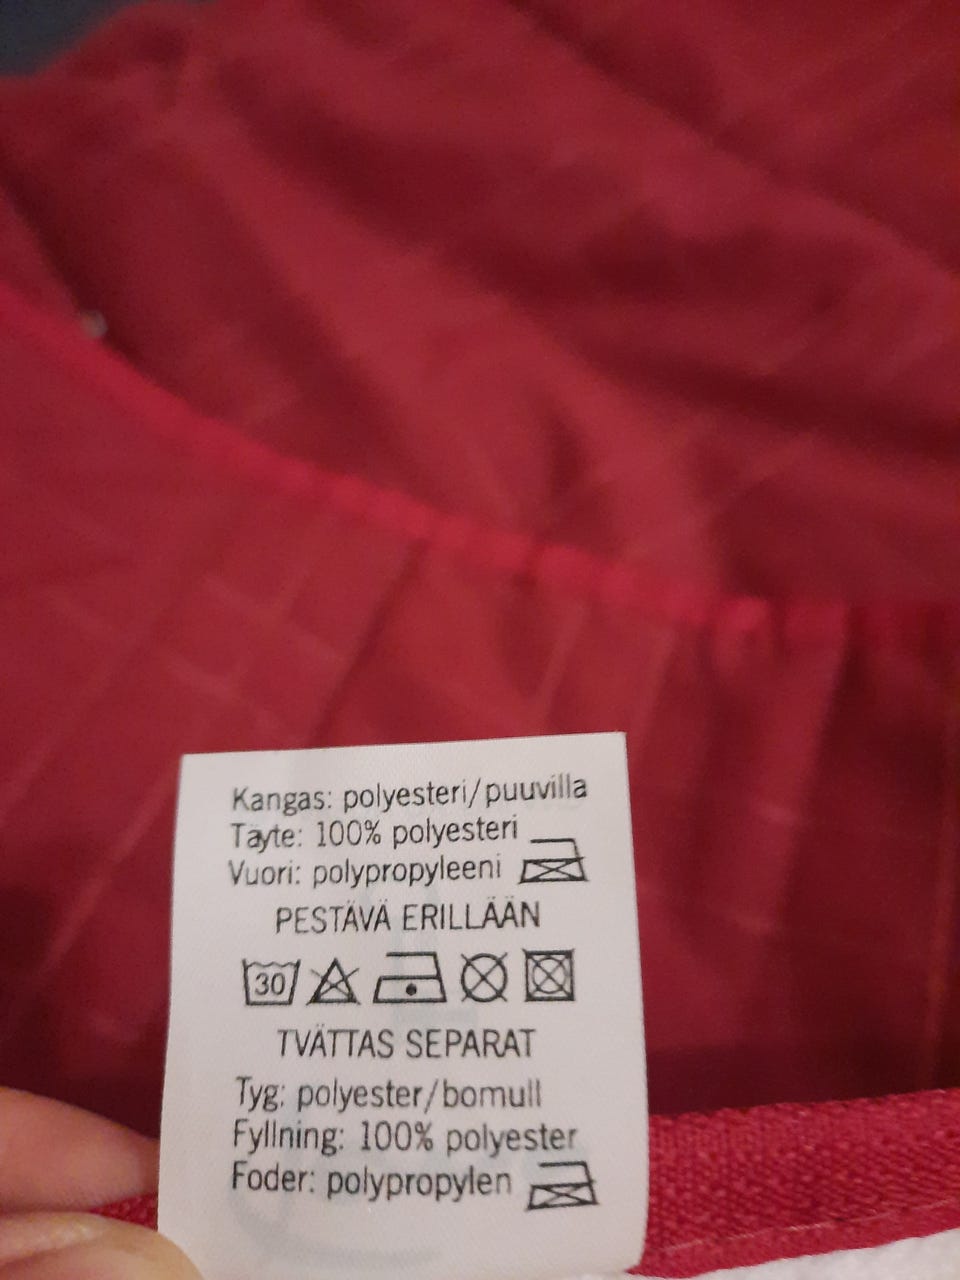 Kangas: polyesteri/puuvilla
Täyte: 100% polyesteri
Vuori: polypropyleeni
PESTÄVÄ ERILLÄÄN
30
TVÄTTAS SEPARAT
Tyg: polyester/bomull
Fyllning: 100% polyester
Foder: polypropylen